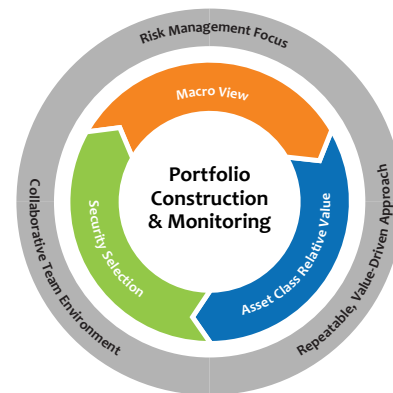 Risk Management Focus
Macro View
Portfolio
Construction
& Monitoring
Asset Class Relative Value
Security Selection
Repeatable, Value-Driven Approach
Collaborative Team Environment